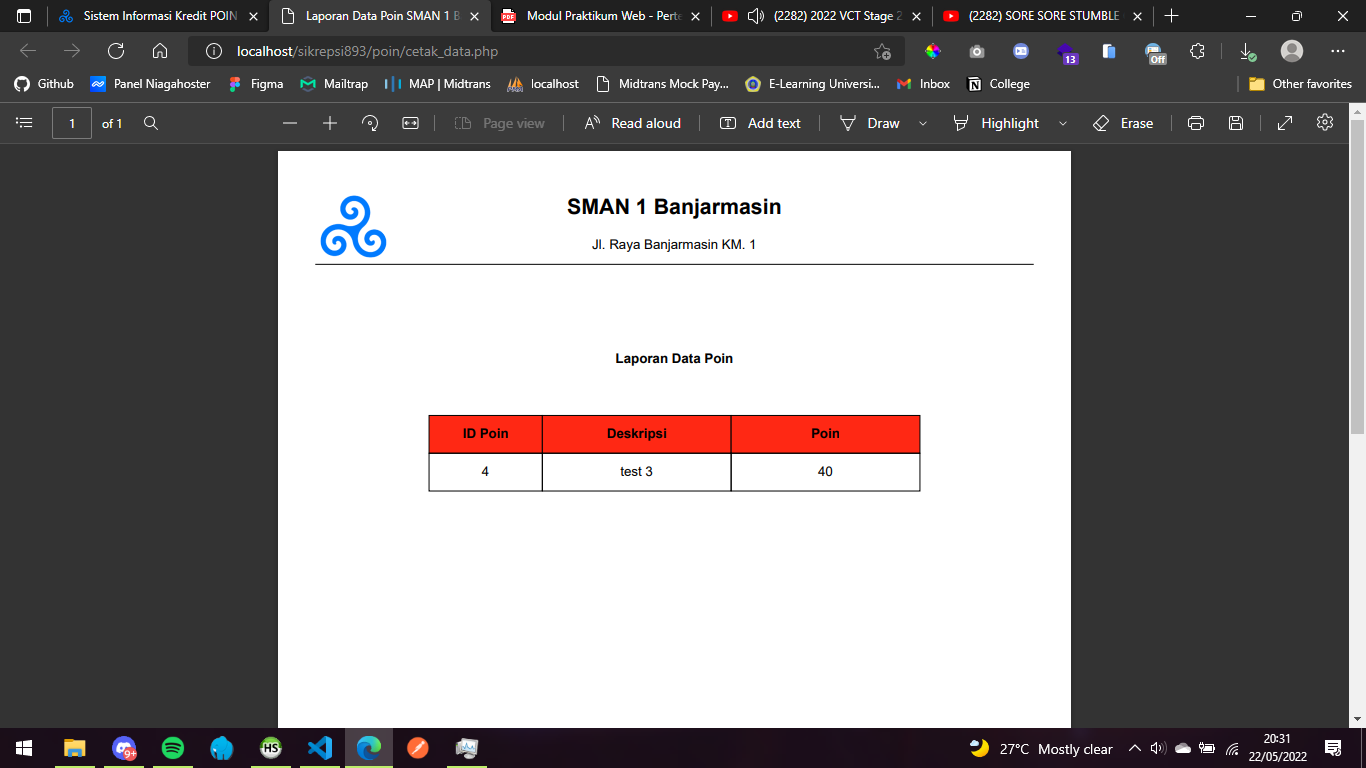 Sistem Informasi Kredit POIN
Laporan Data Poin SMAN 1 B
Modul Praktikum Web - Perte
(2282) 2022 VCT Stage 2
(2282) SORE SORE STUMBLE
localhost/sikrepsi893/poin/cetak_data.php
13
Off
Github
Panel Niagahoster
Figma
Mailtrap
MAP | Midtrans
localhost
Midtrans Mock Pay...
E-Learning Universi...
Inbox
College
Other favorites
1 of 1
Page view
Read aloud
Add text
Draw
Highlight
Erase
SMAN 1 Banjarmasin
Jl. Raya Banjarmasin KM. 1
Laporan Data Poin
ID Poin Deskripsi Poin
4 test 3 40
9+
HS
27°C Mostly clear
20:31
22/05/2022